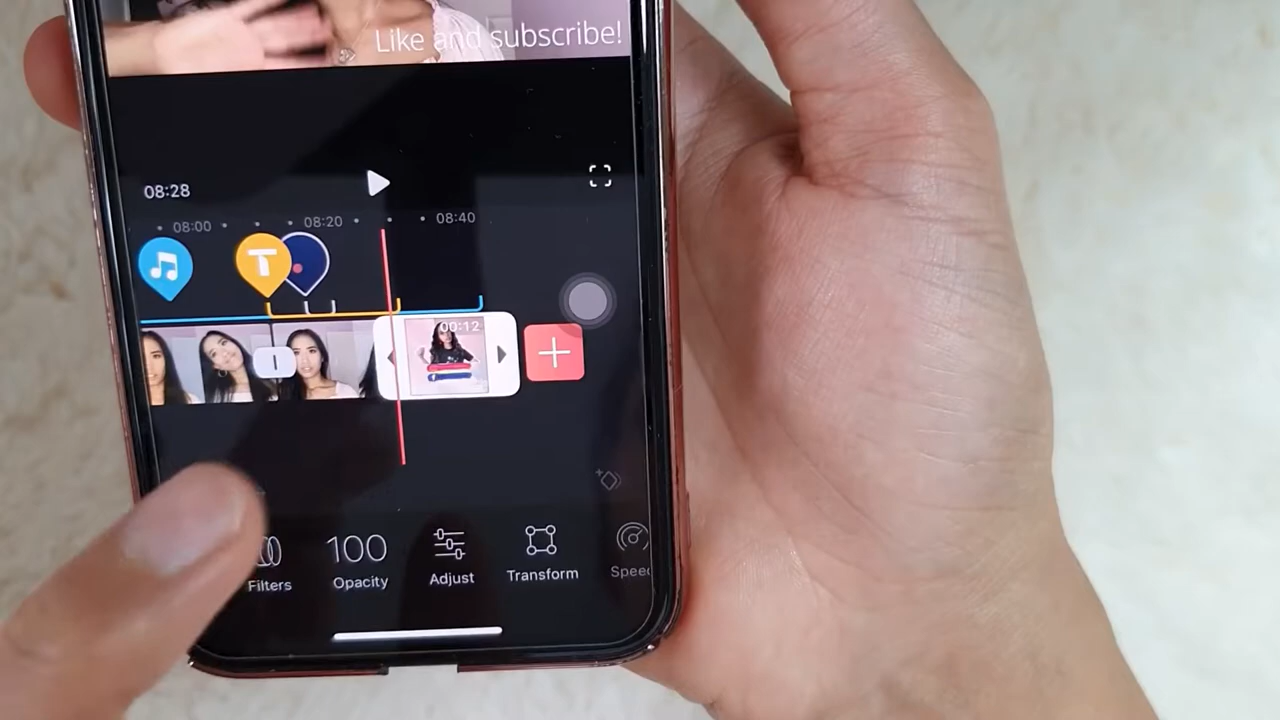 Like and subscribe!
08:28
08:00
08:20
08:40
T
00:12
100
Filters
Opacity
Adjust
Transform
Speed